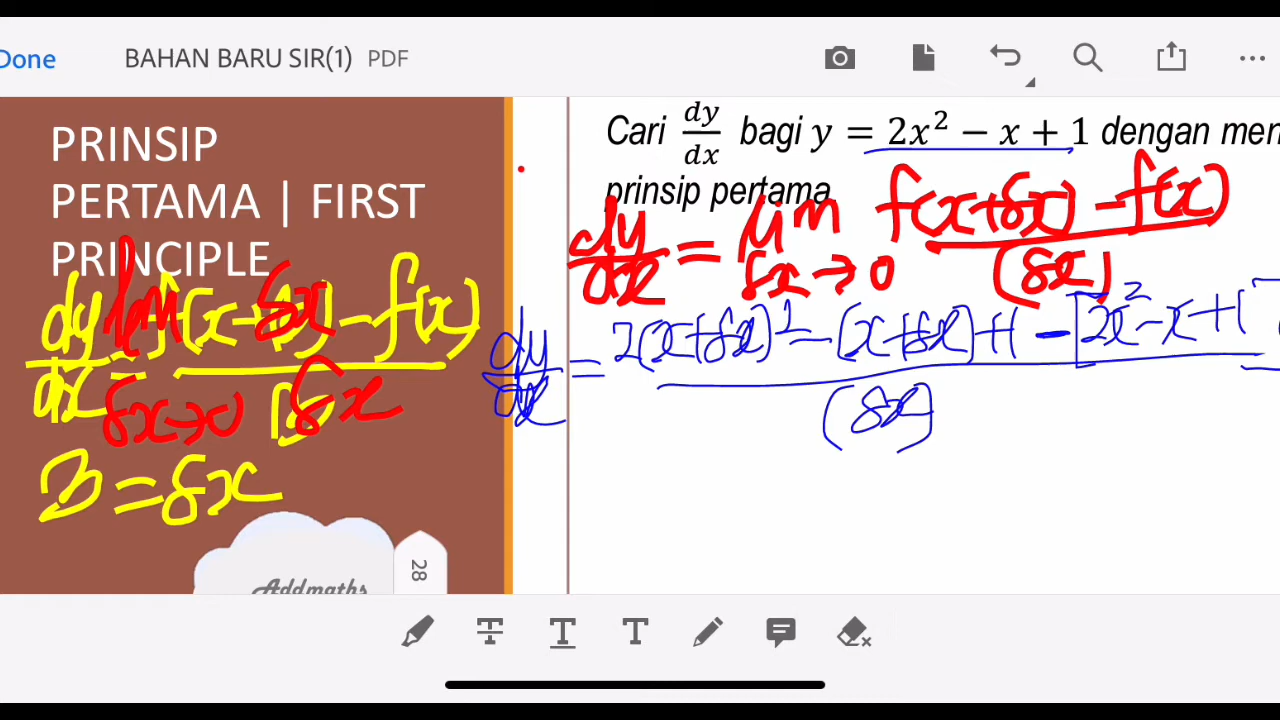 Done BAHAN BARU SIR(1) PDF
PRINSIP
PERTAMA | FIRST
PRINCIPLE
dy/dx = f(x+ ) – f(x)
lim δx→0 δx
δx
3 = δx
Addmaths
28
Cari dy/dx bagi y = 2x² − x + 1 dengan men
prinsip pertama.
dy/dx = lim δx→0 f(x+δx) – f(x) / (δx)
dy/dx = 2(x+δx)² – (x+δx)+1 – [2x² – x + 1] / (δx)
T T T